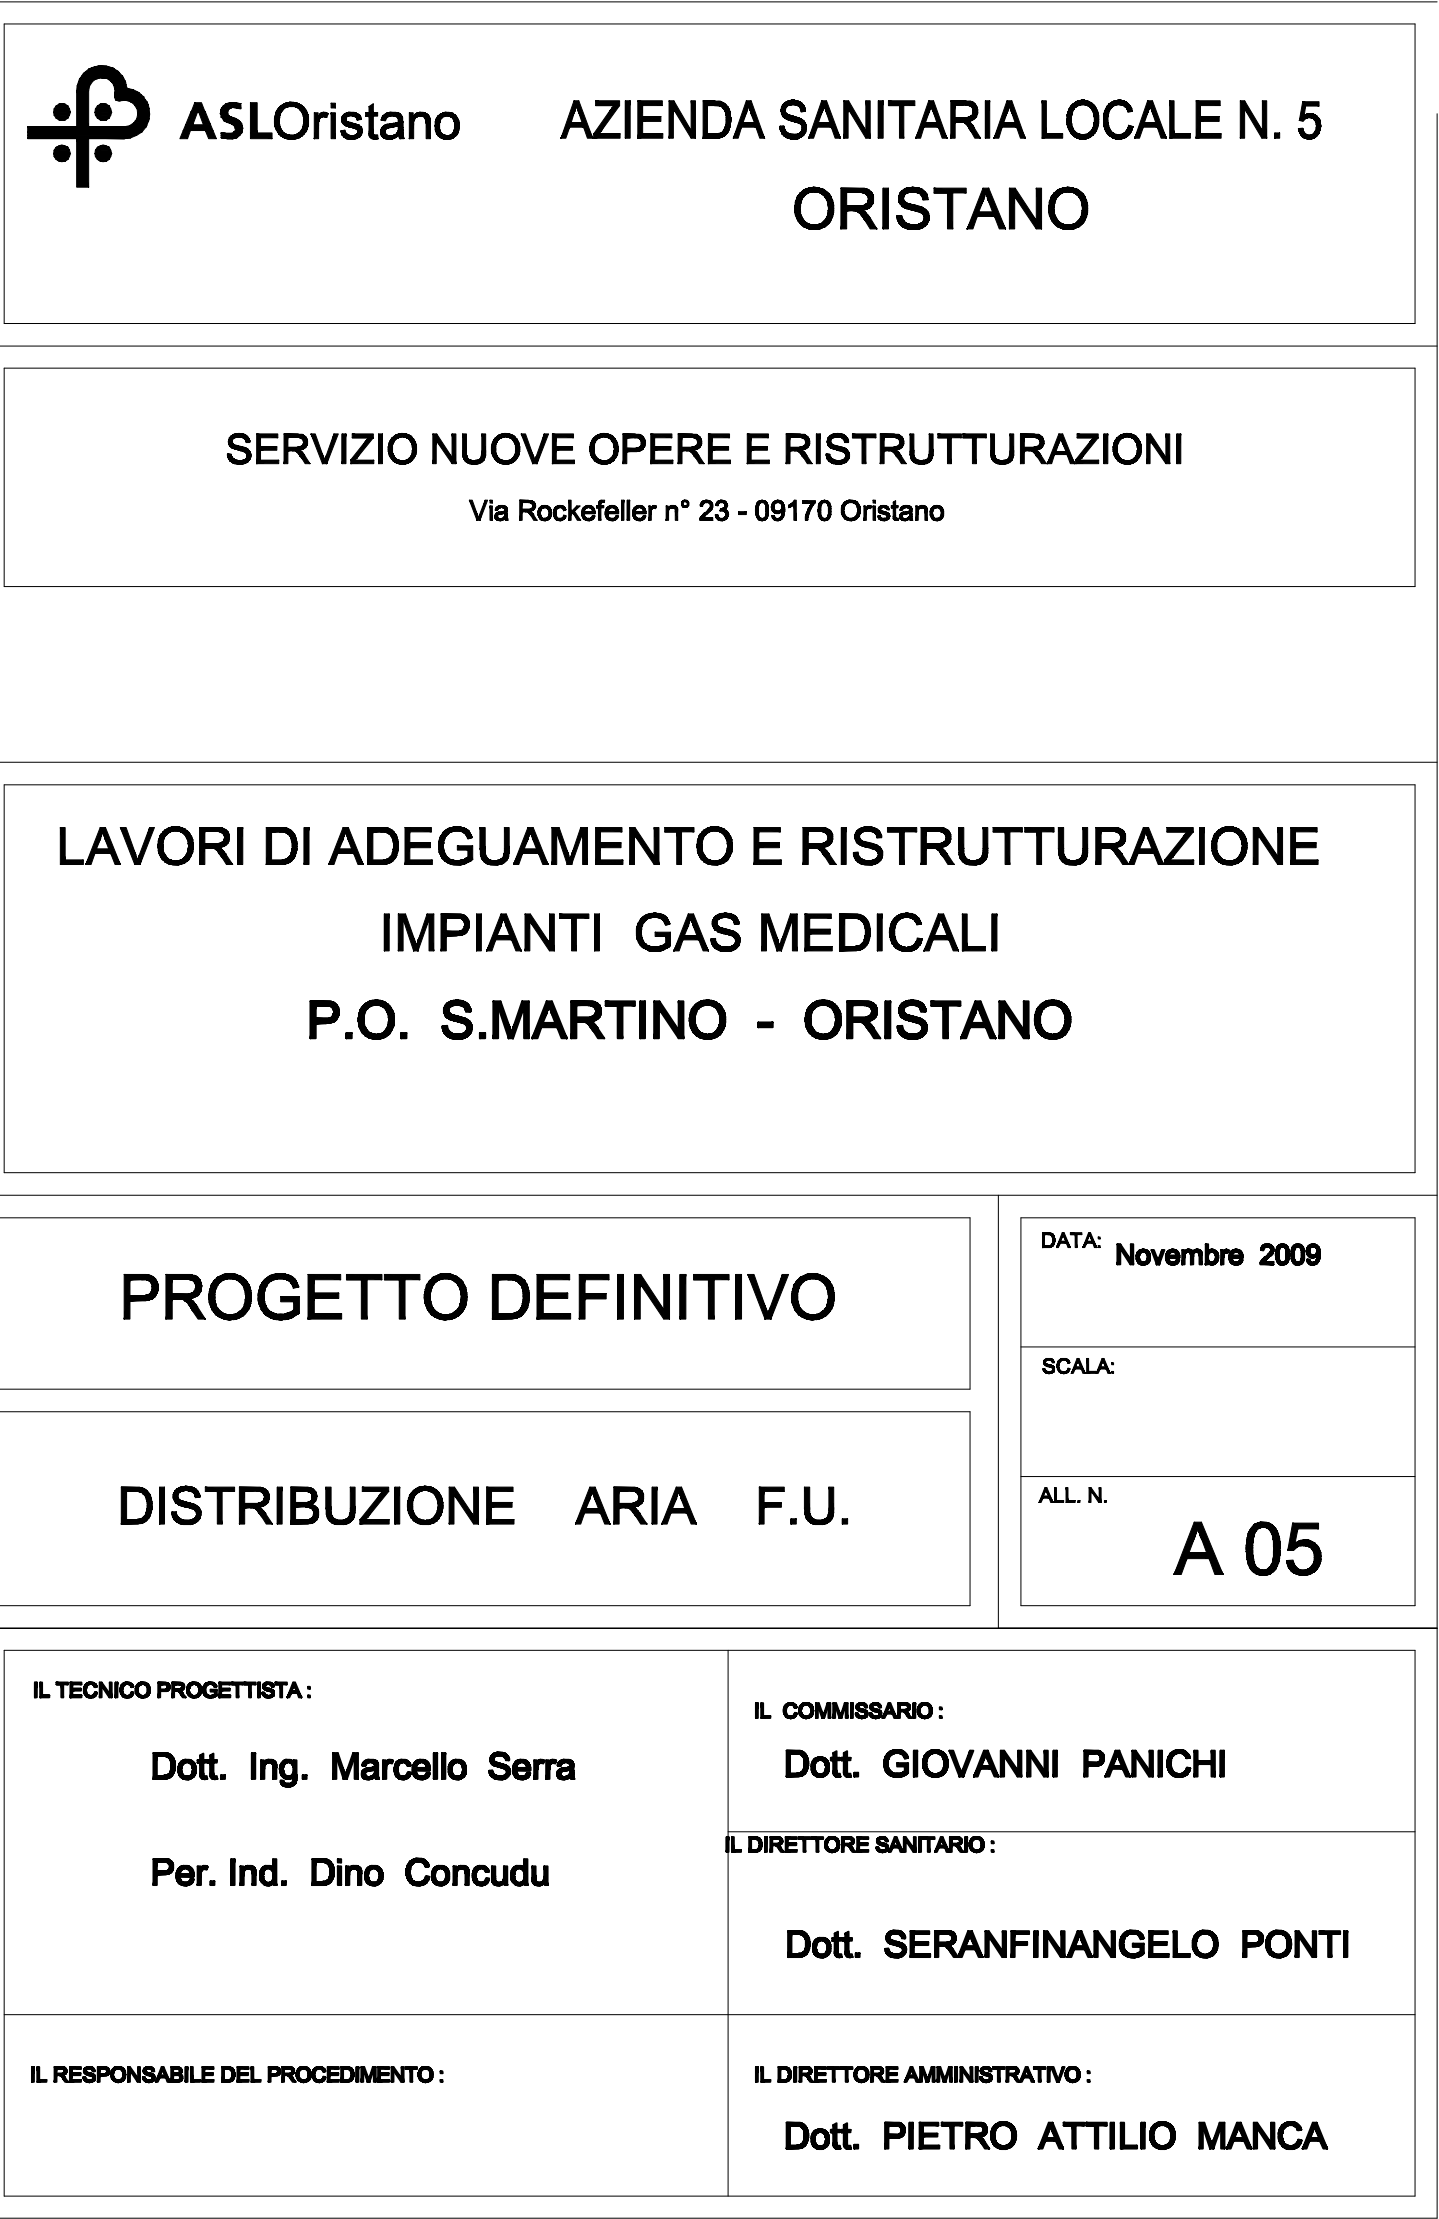 ASLOristano
AZIENDA SANITARIA LOCALE N. 5
ORISTANO
SERVIZIO NUOVE OPERE E RISTRUTTURAZIONI
Via Rockefeller n° 23 - 09170 Oristano
LAVORI DI ADEGUAMENTO E RISTRUTTURAZIONE
IMPIANTI GAS MEDICALI
P.O. S.MARTINO - ORISTANO
PROGETTO DEFINITIVO
DISTRIBUZIONE ARIA F.U.
DATA: Novembre 2009
SCALA:
ALL. N.
A 05
IL TECNICO PROGETTISTA :
Dott. Ing. Marcello Serra
Per. Ind. Dino Concudu
IL COMMISSARIO :
Dott. GIOVANNI PANICHI
IL DIRETTORE SANITARIO :
Dott. SERANFINANGELO PONTI
IL RESPONSABILE DEL PROCEDIMENTO :
IL DIRETTORE AMMINISTRATIVO :
Dott. PIETRO ATTILIO MANCA